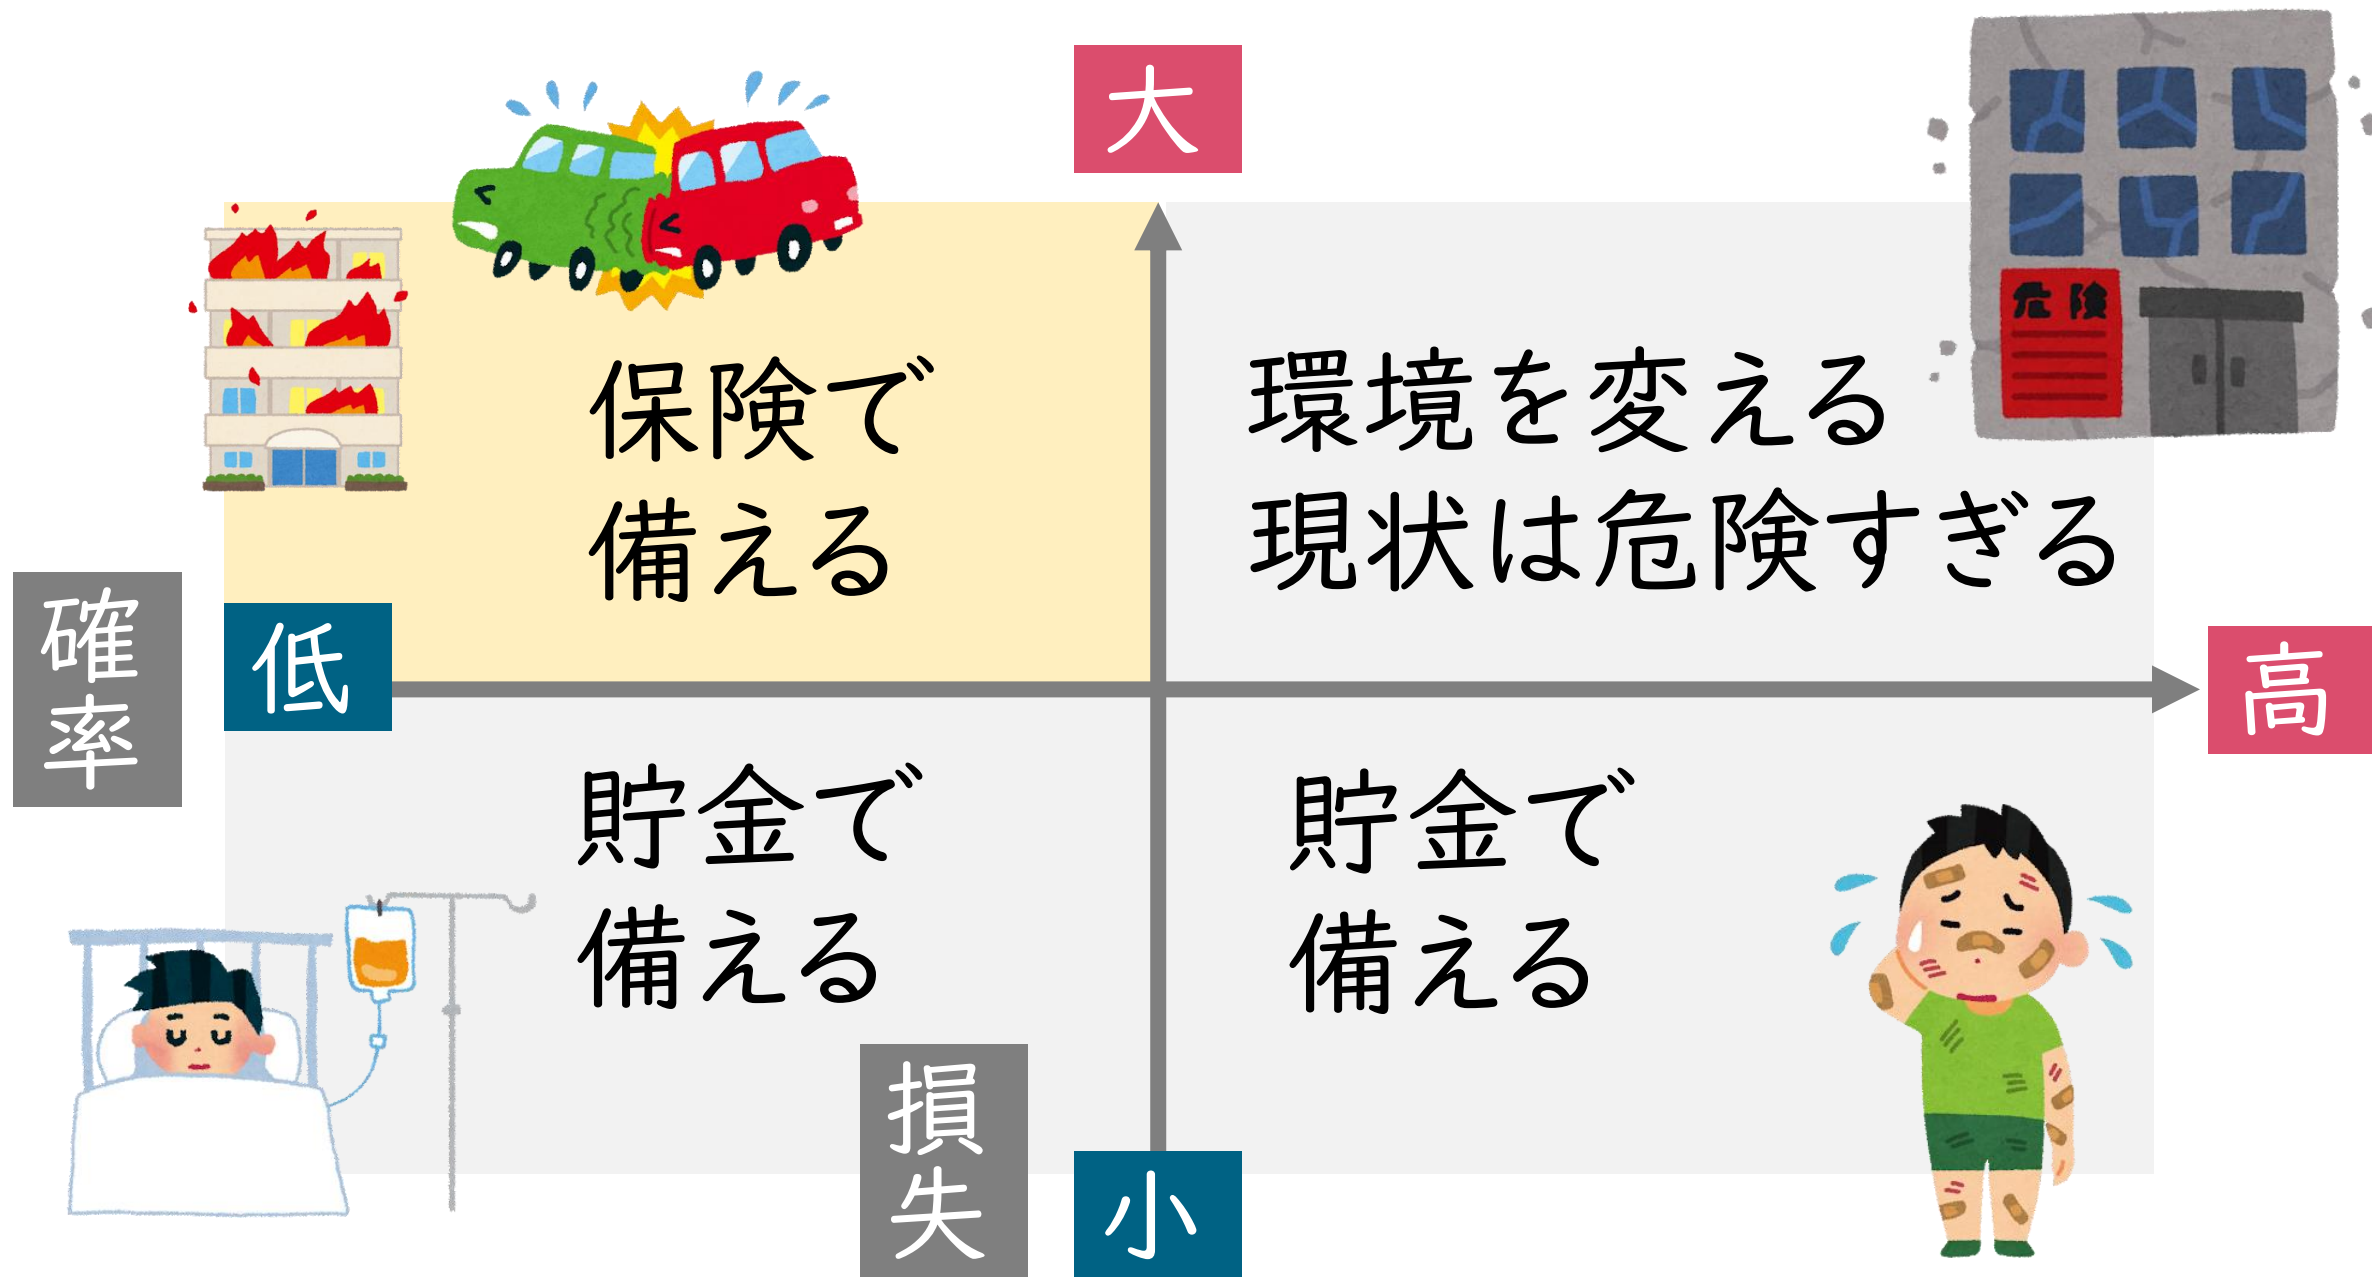 大
危険
保険で
備える
環境を変える
現状は危険すぎる
確率
低
高
貯金で
備える
貯金で
備える
損失
小